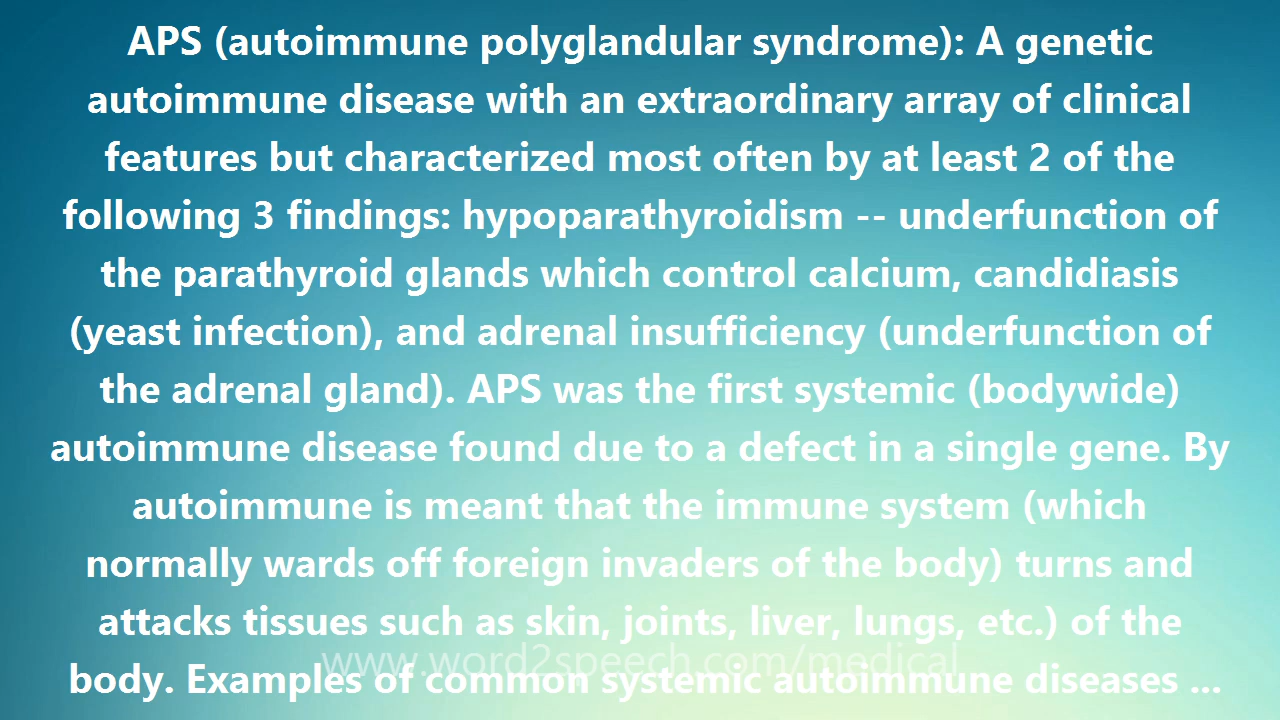 APS (autoimmune polyglandular syndrome): A genetic
autoimmune disease with an extraordinary array of clinical
features but characterized most often by at least 2 of the
following 3 findings: hypoparathyroidism -- underfunction of
the parathyroid glands which control calcium, candidiasis
(yeast infection), and adrenal insufficiency (underfunction of
the adrenal gland). APS was the first systemic (bodywide)
autoimmune disease found due to a defect in a single gene. By
autoimmune is meant that the immune system (which
normally wards off foreign invaders of the body) turns and
attacks tissues such as skin, joints, liver, lungs, etc.) of the
www.word2speech.com/medical
body. Examples of common systemic autoimmune diseases ...